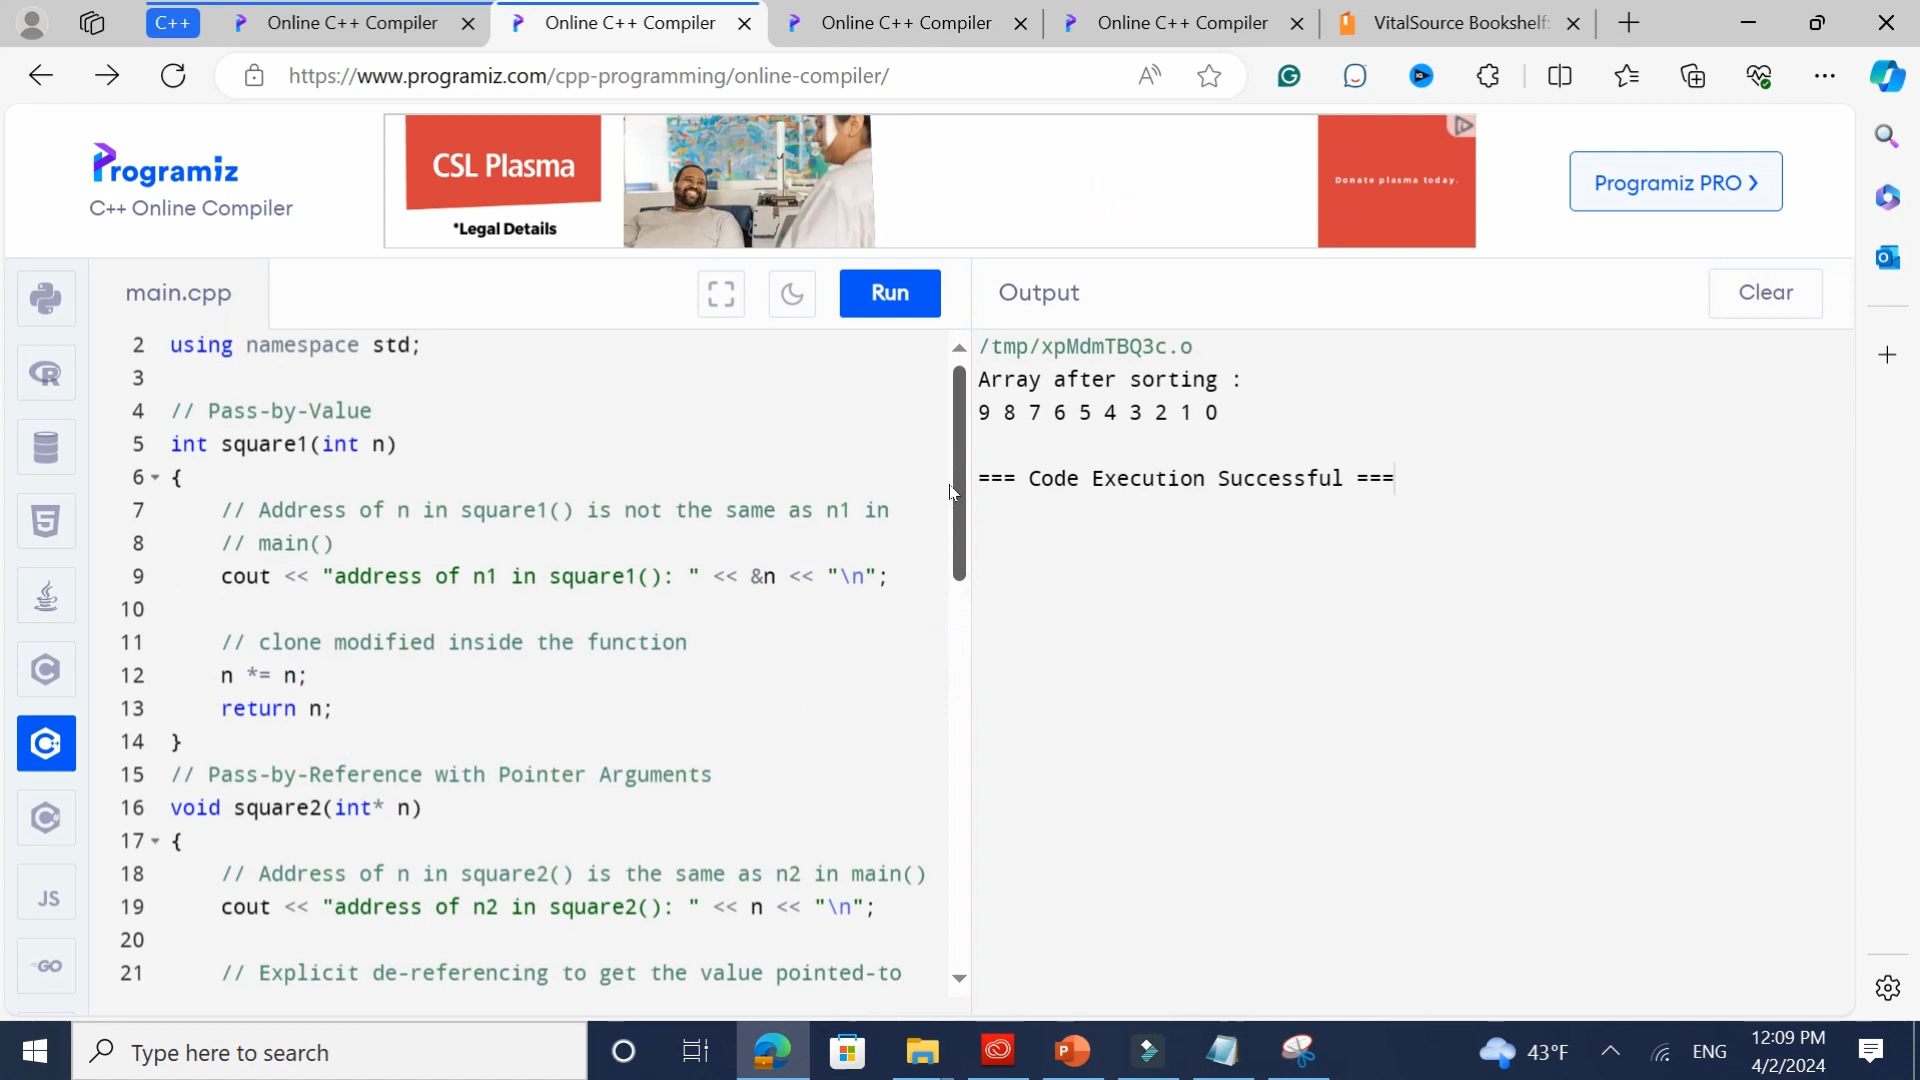 C++
Online C++ Compiler
Online C++ Compiler
Online C++ Compiler
Online C++ Compiler
VitalSource Bookshelf:
https://www.programiz.com/cpp-programming/online-compiler/
Programiz
C++ Online Compiler
CSL Plasma
*Legal Details
Donate plasma today.
Programiz PRO >
main.cpp
Run
Output
Clear
2 using namespace std;
3
4 // Pass-by-Value
5 int square1(int n)
6 {
7 // Address of n in square1() is not the same as n1 in
8 // main()
9 cout << "address of n1 in square1(): " << &n << "\n";
10
11 // clone modified inside the function
12 n *= n;
13 return n;
14 }
15 // Pass-by-Reference with Pointer Arguments
16 void square2(int* n)
17 {
18 // Address of n in square2() is the same as n2 in main()
19 cout << "address of n2 in square2(): " << n << "\n";
20
21 // Explicit de-referencing to get the value pointed-to
/tmp/xpMdmTBQ3c.o
Array after sorting :
9 8 7 6 5 4 3 2 1 0
=== Code Execution Successful ===
JS
GO
Type here to search
43°F
ENG
12:09 PM
4/2/2024